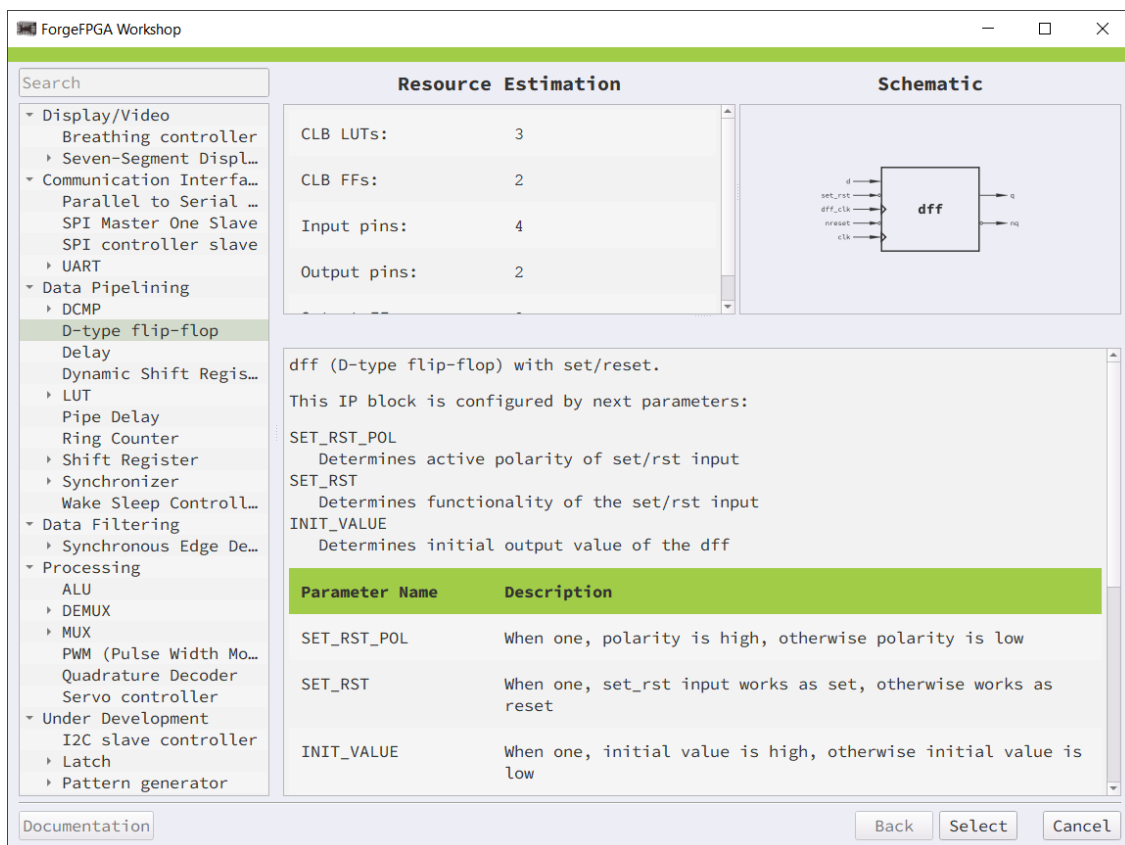 ForgeFPGA Workshop
Search
Display/Video
Breathing controller
Seven-Segment Displ…
Communication Interfa…
Parallel to Serial …
SPI Master One Slave
SPI controller slave
UART
Data Pipelining
DCMP
D-type flip-flop
Delay
Dynamic Shift Regis…
LUT
Pipe Delay
Ring Counter
Shift Register
Synchronizer
Wake Sleep Controll…
Data Filtering
Synchronous Edge De…
Processing
ALU
DEMUX
MUX
PWM (Pulse Width Mo…
Quadrature Decoder
Servo controller
Under Development
I2C slave controller
Latch
Pattern generator
Resource Estimation
CLB LUTs: 3
CLB FFs: 2
Input pins: 4
Output pins: 2
Schematic
d
set_rst
dff_clk
nreset
clk
dff
q
nq
dff (D-type flip-flop) with set/reset.
This IP block is configured by next parameters:
SET_RST_POL
Determines active polarity of set/rst input
SET_RST
Determines functionality of the set/rst input
INIT_VALUE
Determines initial output value of the dff
Parameter Name Description
SET_RST_POL When one, polarity is high, otherwise polarity is low
SET_RST When one, set_rst input works as set, otherwise works as
reset
INIT_VALUE When one, initial value is high, otherwise initial value is
low
Documentation Back Select Cancel